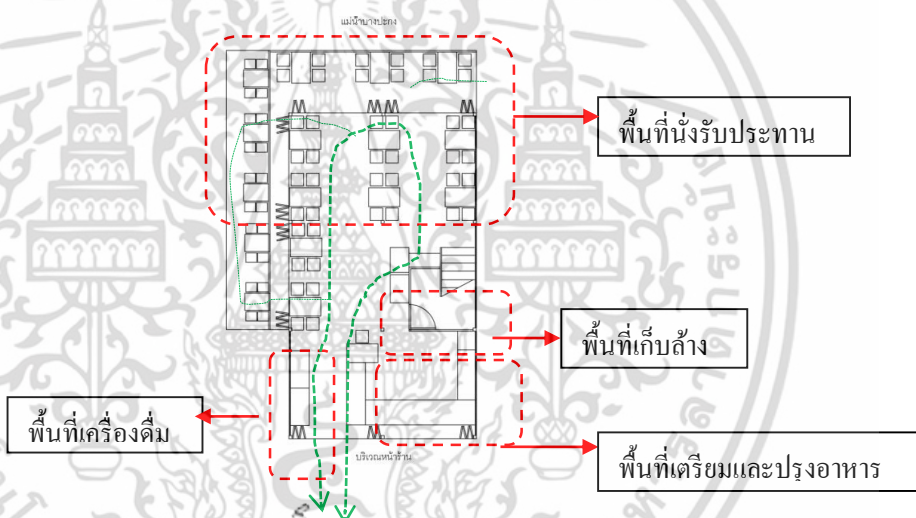 แม่น้ำบางปะกง
พื้นที่นั่งรับประทาน
พื้นที่เก็บล้าง
พื้นที่เครื่องดื่ม
บริเวณหน้าร้าน
พื้นที่เตรียมและปรุงอาหาร